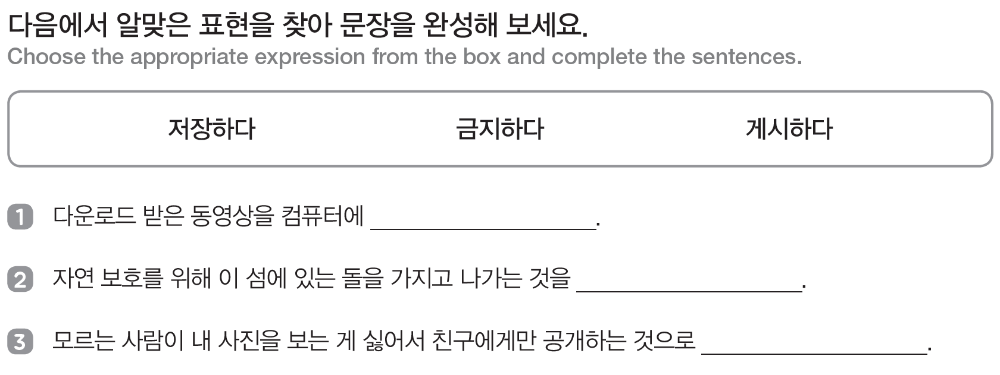 다음에서 알맞은 표현을 찾아 문장을 완성해 보세요.
Choose the appropriate expression from the box and complete the sentences.
저장하다 금지하다 게시하다
1 다운로드 받은 동영상을 컴퓨터에 ____________.
2 자연 보호를 위해 이 섬에 있는 돌을 가지고 나가는 것을 ____________.
3 모르는 사람이 내 사진을 보는 게 싫어서 친구에게만 공개하는 것으로 ____________.